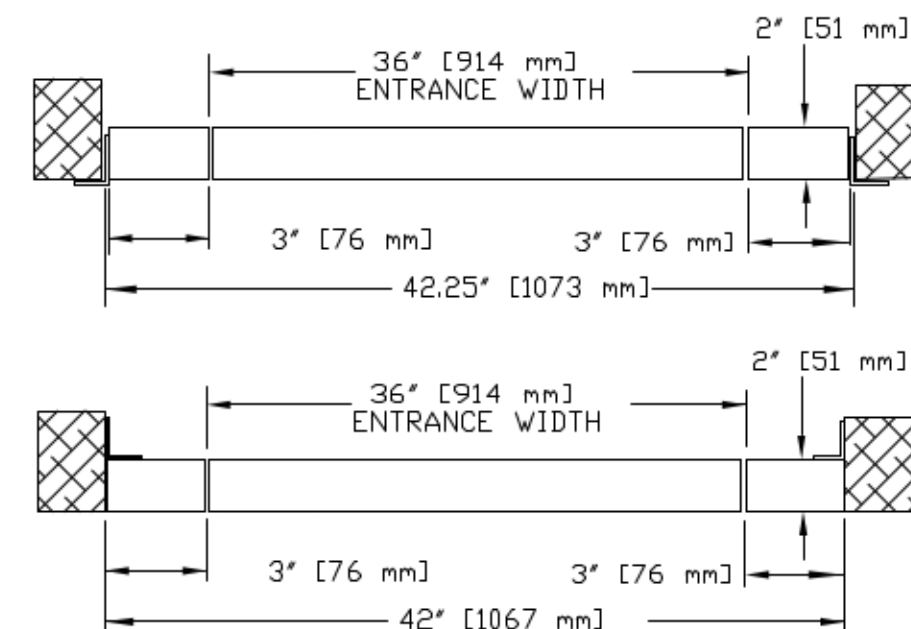 2" [51 mm]
36" [914 mm]
ENTRANCE WIDTH
3" [76 mm]
3" [76 mm]
42.25" [1073 mm]
2" [51 mm]
36" [914 mm]
ENTRANCE WIDTH
3" [76 mm]
3" [76 mm]
42" [1067 mm]